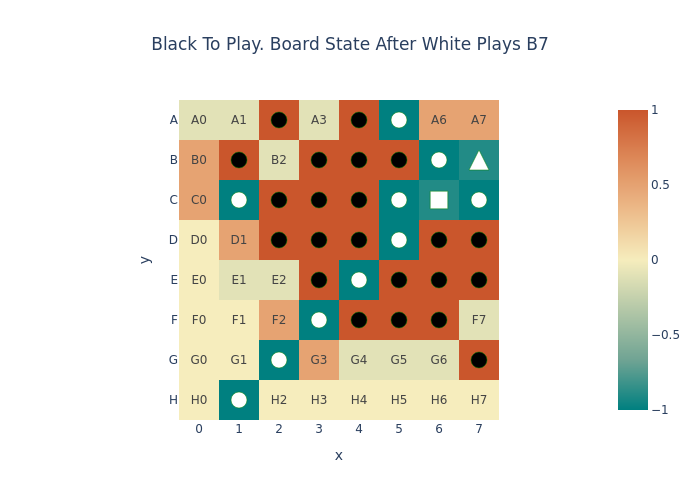 Black To Play. Board State After White Plays B7
A A0 A1 A3 A6 A7
B B0 B2
C C0
D D0 D1
E E0 E1 E2
F F0 F1 F2 F7
G G0 G1 G3 G4 G5 G6
H H0 H2 H3 H4 H5 H6 H7
0 1 2 3 4 5 6 7
x
y
1
0.5
0
−0.5
−1